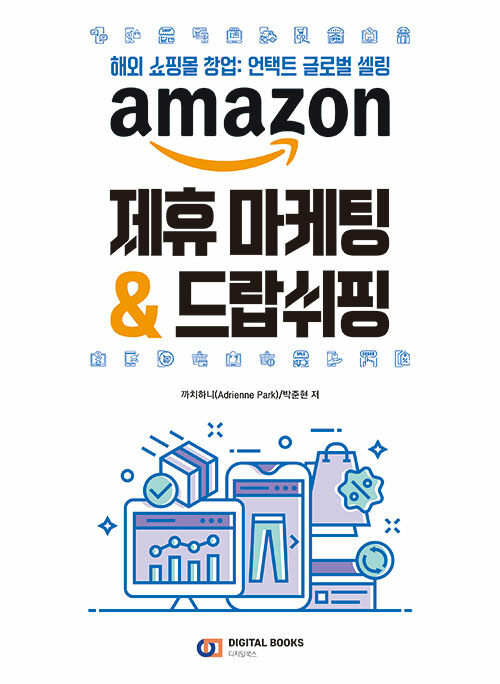 해외 쇼핑몰 창업: 언택트 글로벌 셀링
amazon
제휴 마케팅
& 드랍쉬핑
까치하니(Adrienne Park)/박준현 저
DIGITAL BOOKS
디지털북스